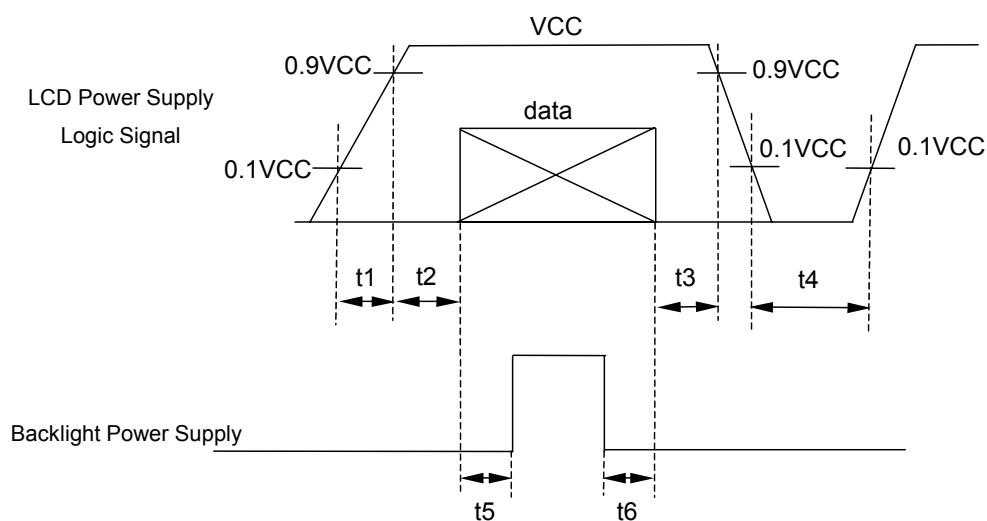 VCC
0.9VCC
0.9VCC
LCD Power Supply
Logic Signal
data
0.1VCC
0.1VCC
0.1VCC
t1
t2
t3
t4
Backlight Power Supply
t5
t6